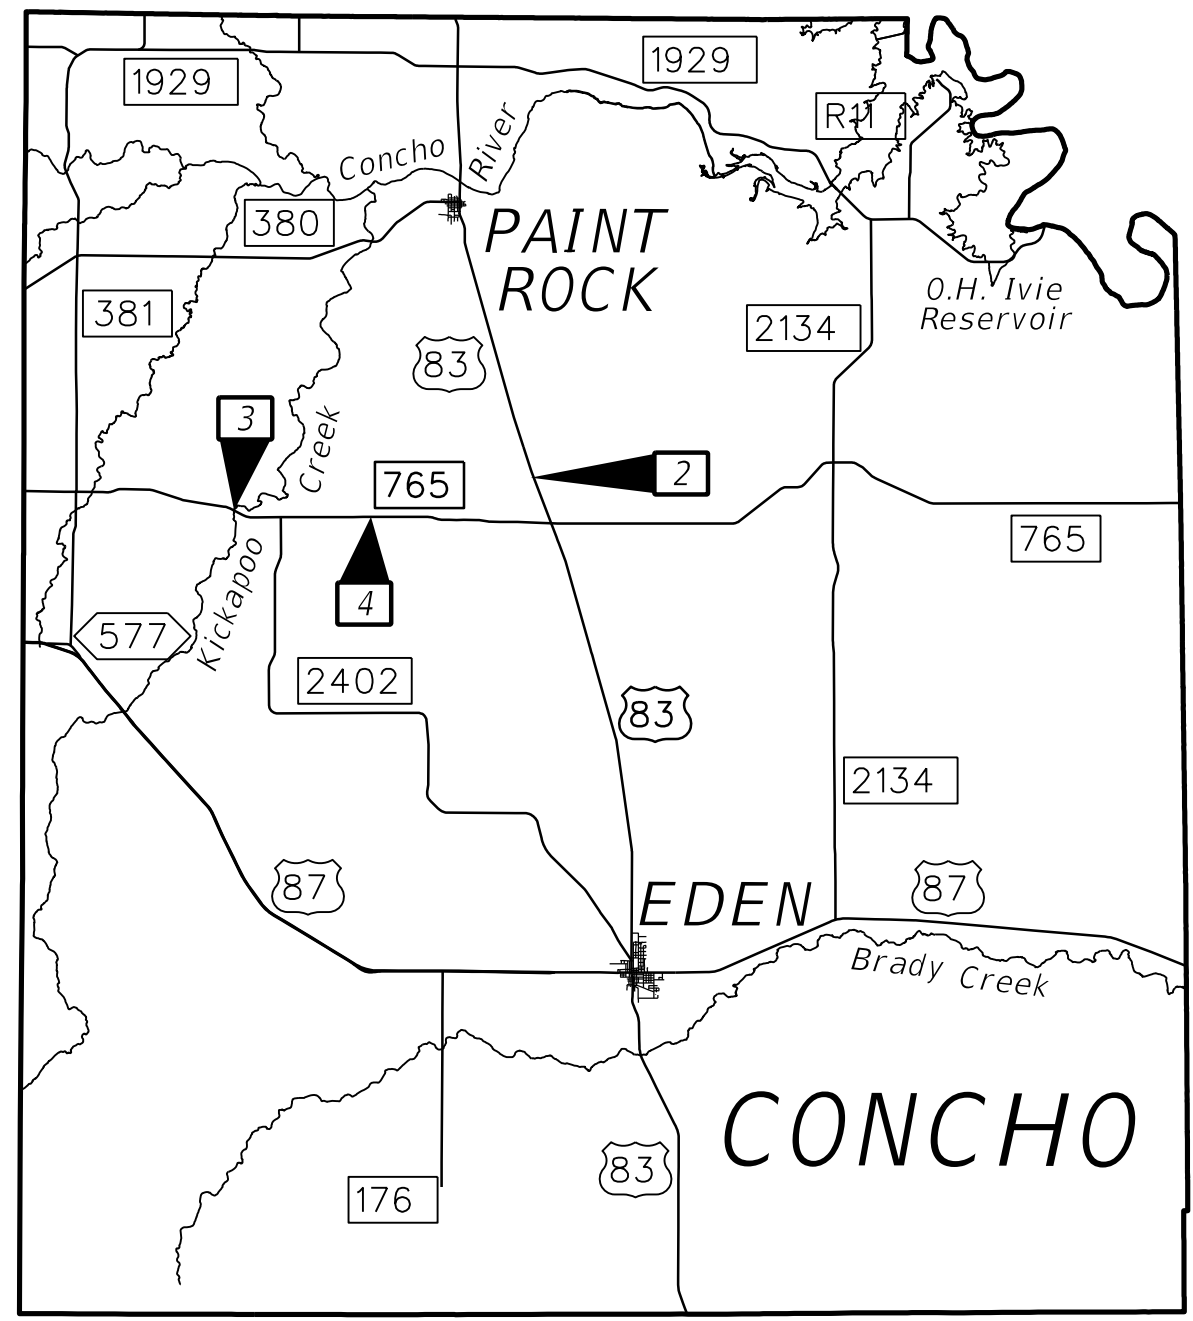 1929
1929
R11
Concho
River
380
PAINT
ROCK
O.H. Ivie
Reservoir
381
2134
83
3
Creek
765
2
765
4
Kickapoo
577
2402
83
2134
87
EDEN
87
Brady Creek
CONCHO
83
176